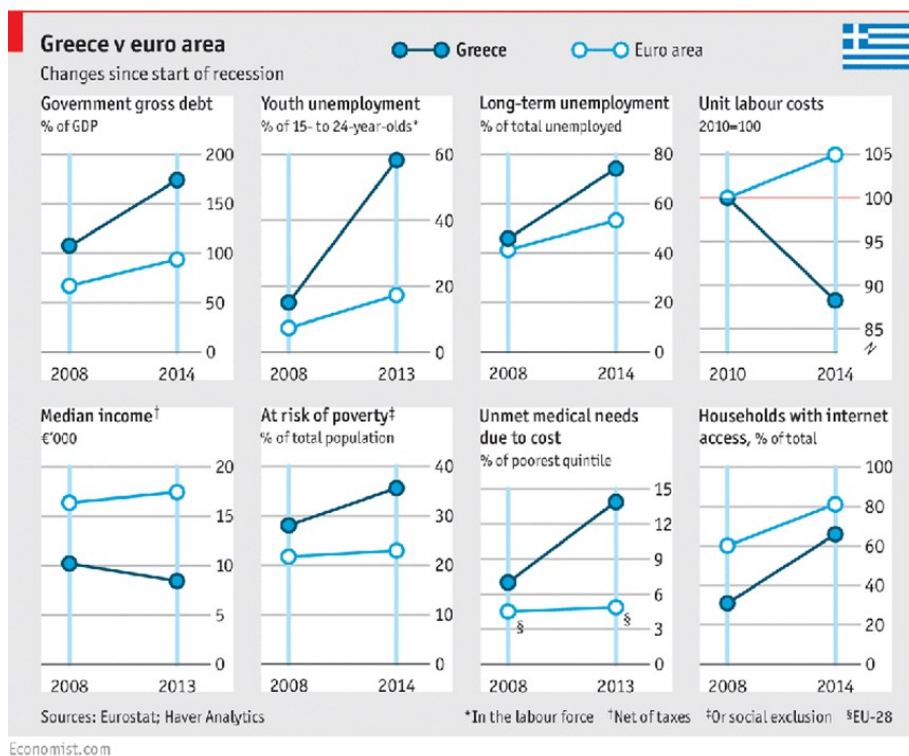 Greece v euro area
Changes since start of recession
Greece
Euro area
Government gross debt
% of GDP
200
150
100
50
0
2008
2014
Youth unemployment
% of 15- to 24-year-olds*
60
40
20
0
2008
2013
Long-term unemployment
% of total unemployed
80
60
40
20
0
2008
2014
Unit labour costs
2010=100
105
100
95
90
85
2010
2014
Median income†
€'000
20
15
10
5
0
2008
2013
At risk of poverty‡
% of total population
40
30
20
10
0
2008
2014
Unmet medical needs
due to cost
% of poorest quintile
15
12
9
6
3
0
§
§
2008
2013
Households with internet
access, % of total
100
80
60
40
20
0
2008
2014
Sources: Eurostat; Haver Analytics
*In the labour force †Net of taxes ‡Or social exclusion §EU-28
Economist.com